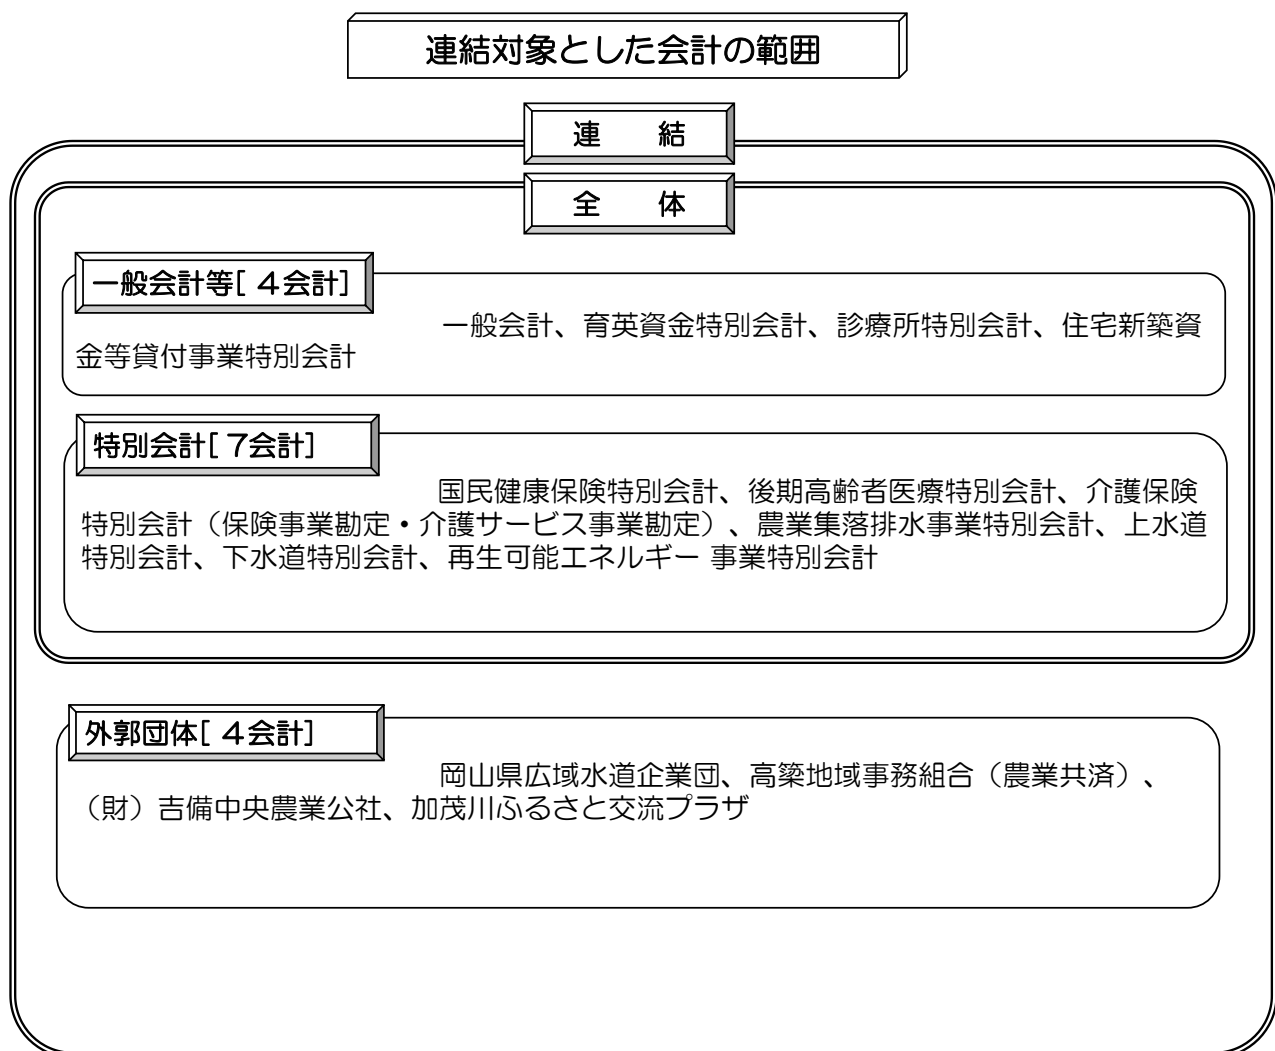 連結対象とした会計の範囲
連　　結
全　　体
一般会計等[ ４会計]
一般会計、育英資金特別会計、診療所特別会計、住宅新築資
金等貸付事業特別会計
特別会計[ ７会計]
国民健康保険特別会計、後期高齢者医療特別会計、介護保険
特別会計（保険事業勘定・介護サービス事業勘定）、農業集落排水事業特別会計、上水道
特別会計、下水道特別会計、再生可能エネルギー 事業特別会計
外郭団体[ ４会計]
岡山県広域水道企業団、高梁地域事務組合（農業共済）、
（財）吉備中央農業公社、加茂川ふるさと交流プラザ